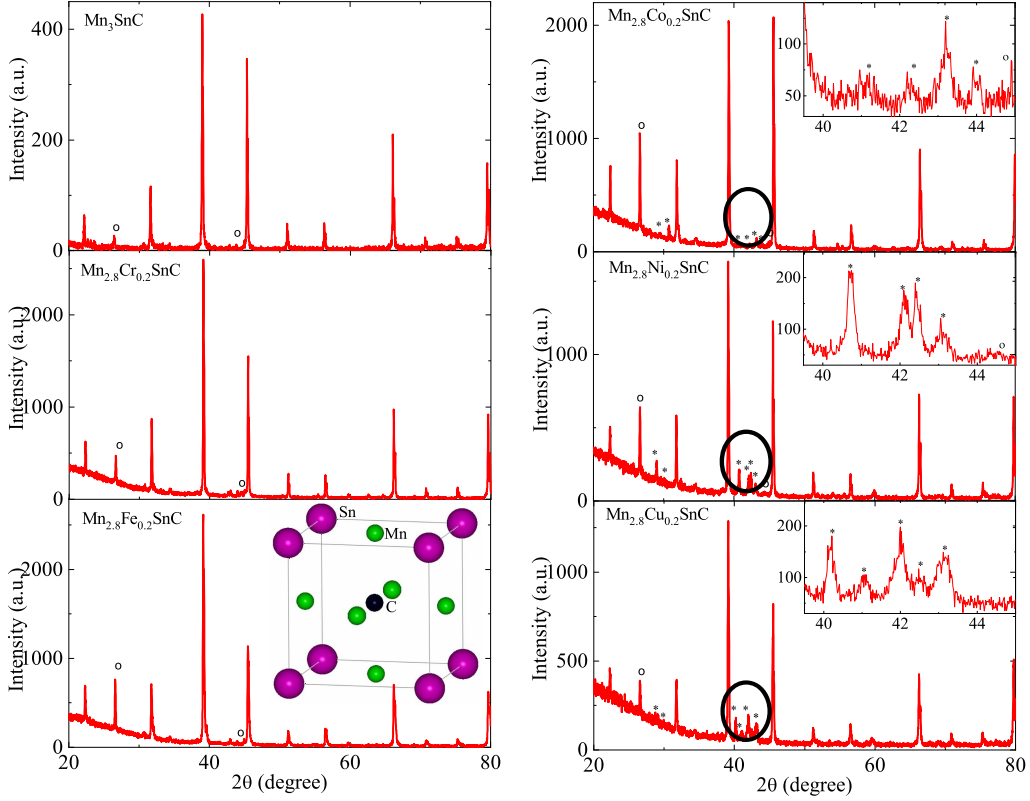 Mn₃SnC
400
200
0
Intensity (a.u.)
o
o
Mn₂.₈Cr₀.₂SnC
2000
1000
0
Intensity (a.u.)
o
o
Mn₂.₈Fe₀.₂SnC
2000
1000
0
Intensity (a.u.)
o
o
Sn
Mn
C
20 40 60 80
2θ (degree)
Mn₂.₈Co₀.₂SnC
2000
1000
0
Intensity (a.u.)
o
* * * * * * o
100
50
* * * * o
40 42 44
Mn₂.₈Ni₀.₂SnC
1000
0
Intensity (a.u.)
o
* * * * * * o
200
100
* * * * o
40 42 44
Mn₂.₈Cu₀.₂SnC
1000
500
0
Intensity (a.u.)
o
* * * * * *
200
100
* * * * *
40 42 44
20 40 60 80
2θ (degree)